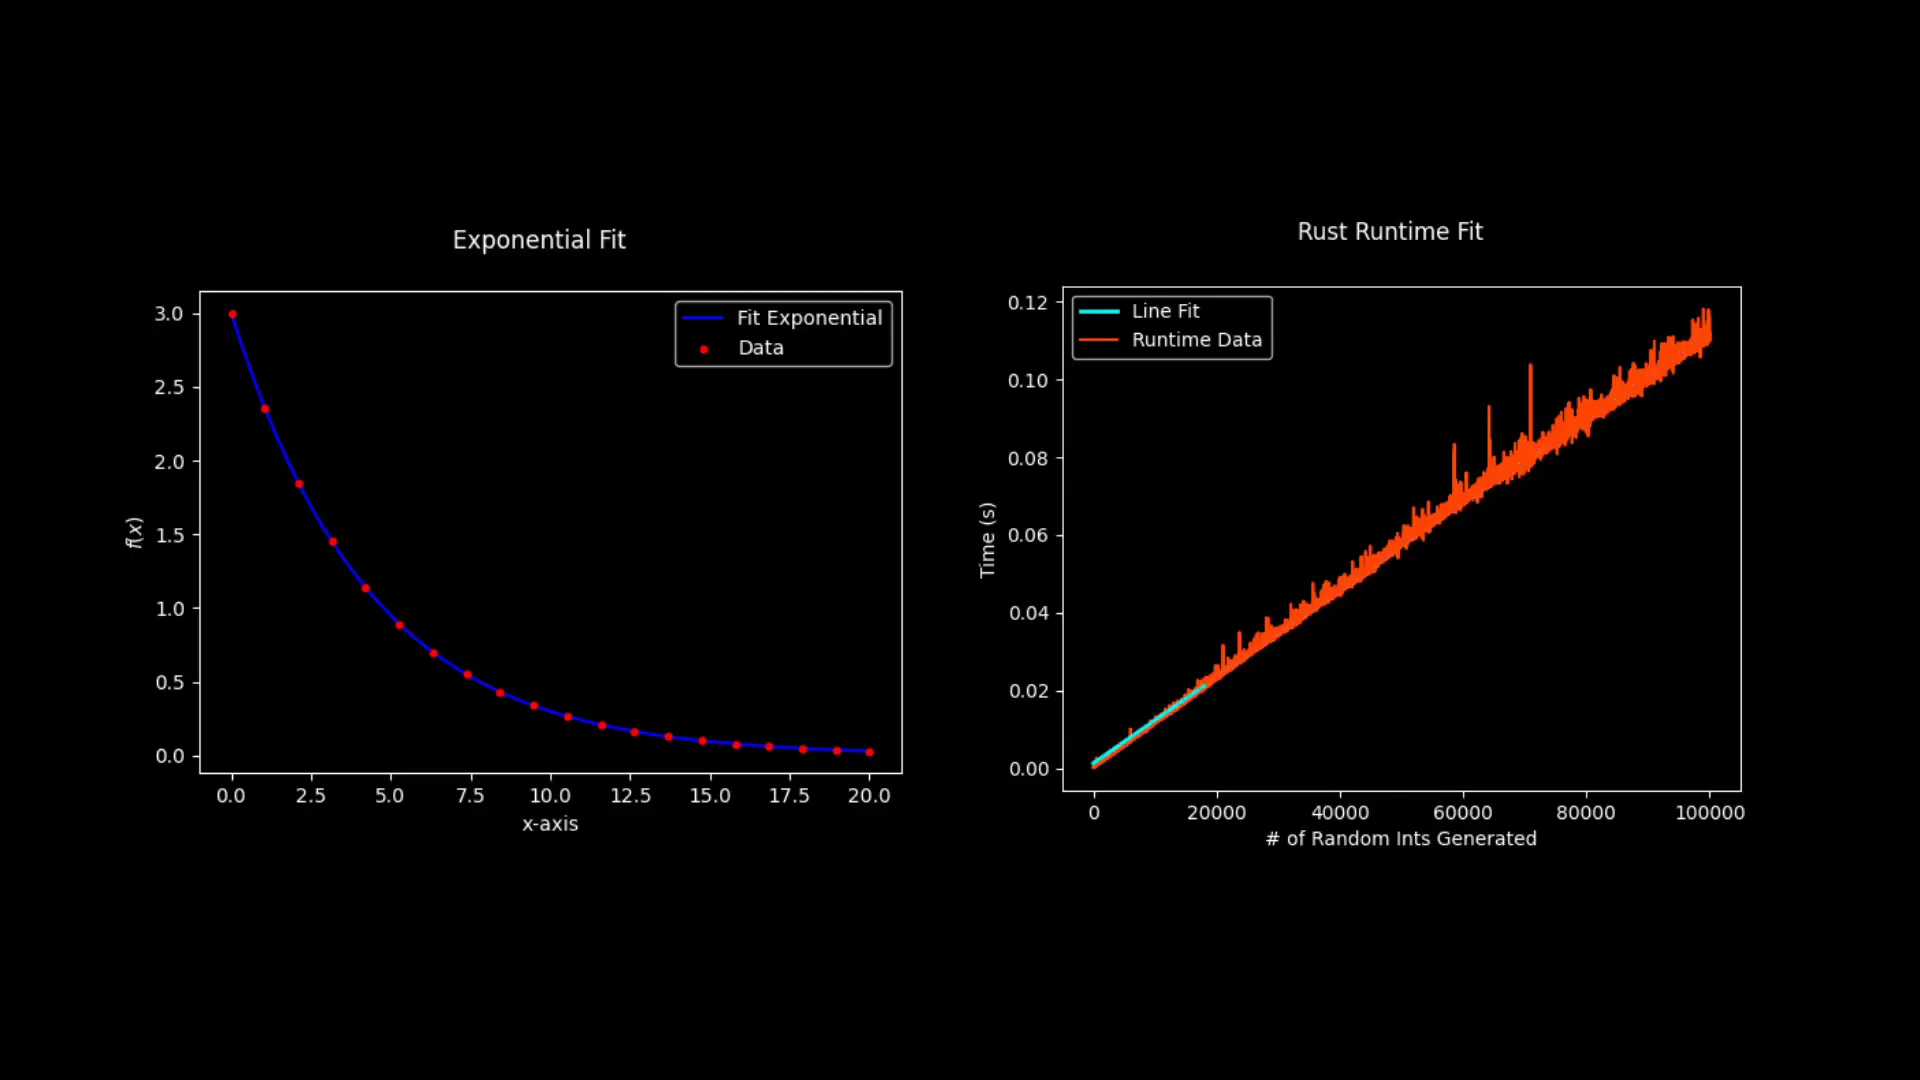 Exponential Fit
Fit Exponential
Data
3.0
2.5
2.0
1.5
1.0
0.5
0.0
f(x)
0.0 2.5 5.0 7.5 10.0 12.5 15.0 17.5 20.0
x-axis
Rust Runtime Fit
Line Fit
Runtime Data
0.12
0.10
0.08
0.06
0.04
0.02
0.00
Time (s)
0 20000 40000 60000 80000 100000
# of Random Ints Generated